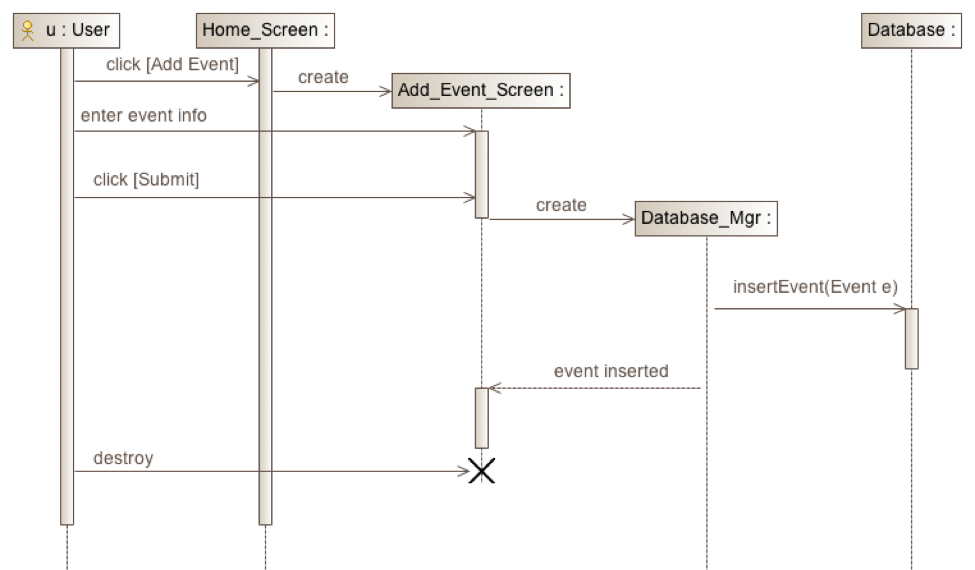 u : User
Home_Screen :
Database :
click [Add Event]
create
Add_Event_Screen :
enter event info
click [Submit]
create
Database_Mgr :
insertEvent(Event e)
event inserted
destroy